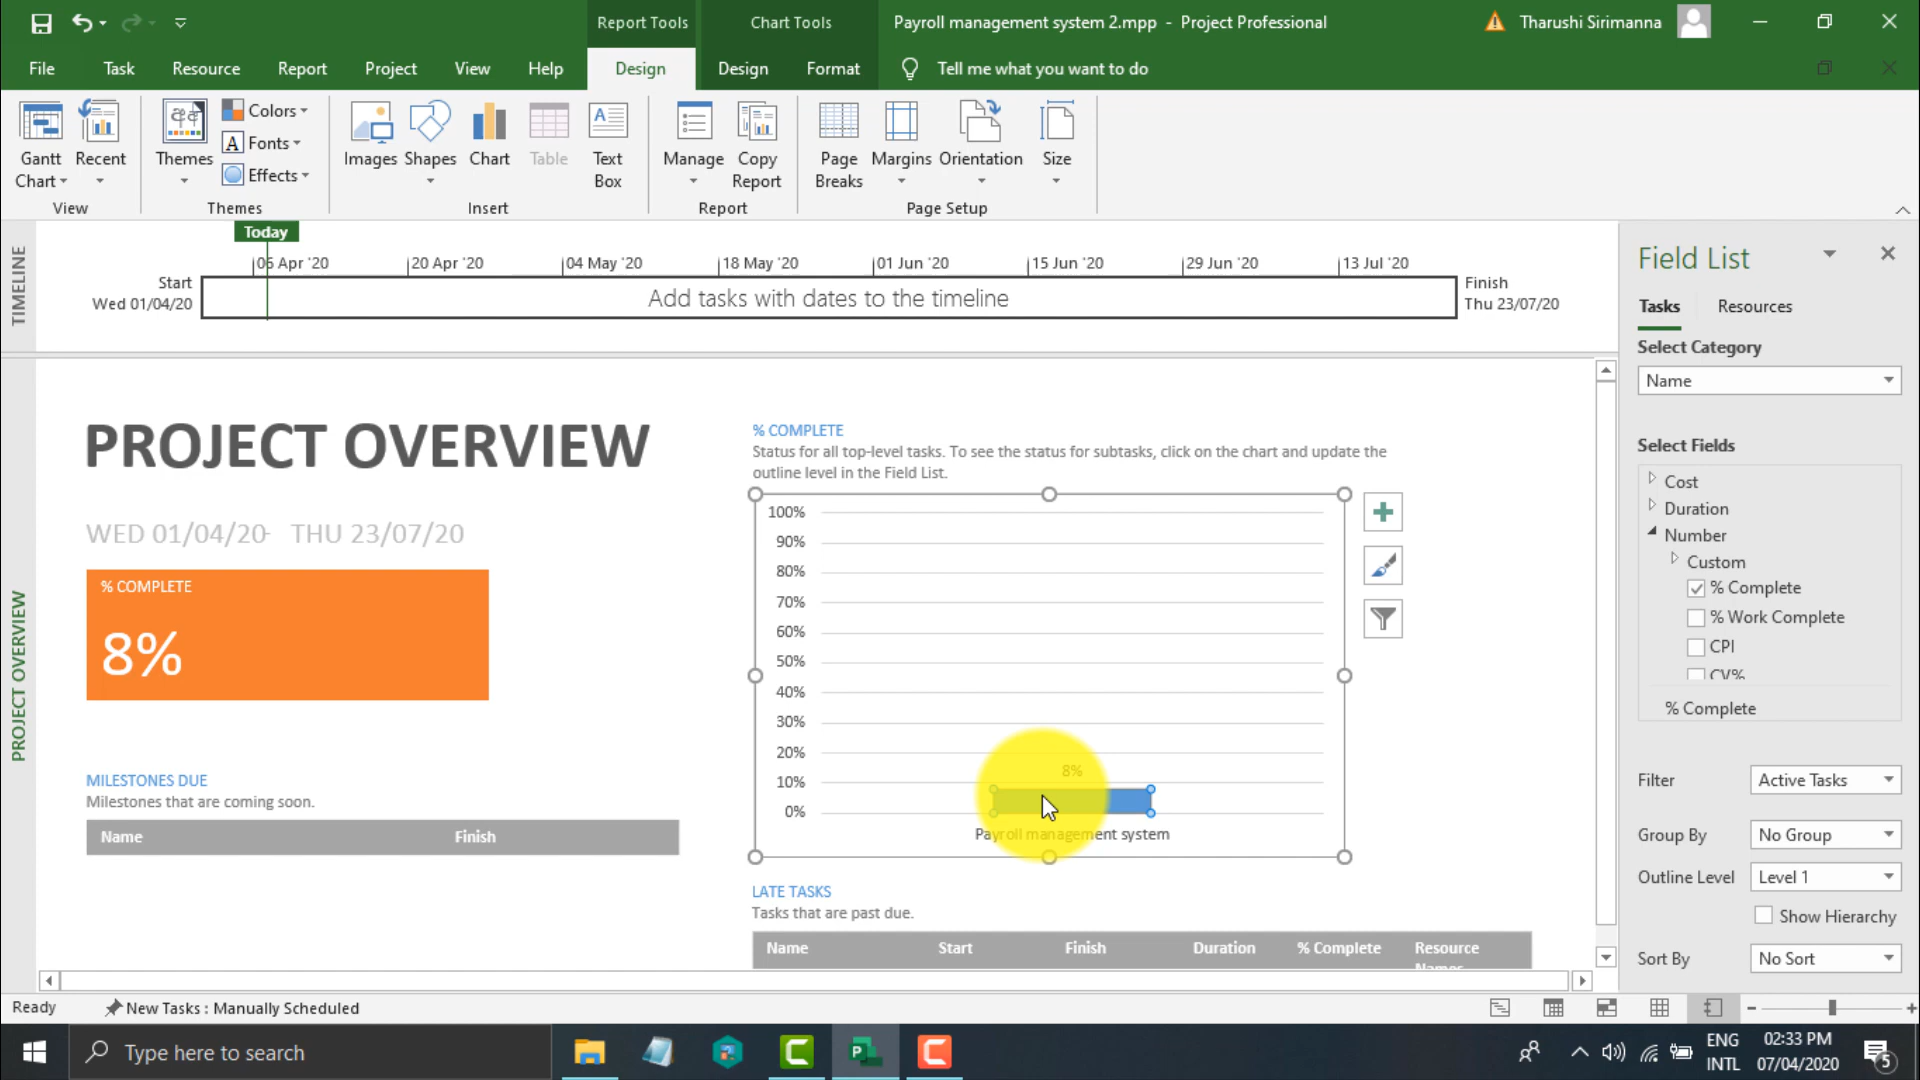 Report Tools
Chart Tools
Payroll management system 2.mpp - Project Professional
Tharushi Sirimanna
File
Task
Resource
Report
Project
View
Help
Design
Design
Format
Tell me what you want to do
Gantt Chart
Recent
Themes
Colors
Fonts
Effects
Images
Shapes
Chart
Table
Text Box
Manage
Copy Report
Page Breaks
Margins
Orientation
Size
View
Themes
Insert
Report
Page Setup
TIMELINE
Today
06 Apr '20
20 Apr '20
04 May '20
18 May '20
01 Jun '20
15 Jun '20
29 Jun '20
13 Jul '20
Start
Wed 01/04/20
Add tasks with dates to the timeline
Finish
Thu 23/07/20
PROJECT OVERVIEW
PROJECT OVERVIEW
WED 01/04/20- THU 23/07/20
% COMPLETE
8%
MILESTONES DUE
Milestones that are coming soon.
Name Finish
% COMPLETE
Status for all top-level tasks. To see the status for subtasks, click on the chart and update the
outline level in the Field List.
100%
90%
80%
70%
60%
50%
40%
30%
20%
10%
0%
8%
Payroll management system
LATE TASKS
Tasks that are past due.
Name Start Finish Duration % Complete Resource
Names
Field List
Tasks
Resources
Select Category
Name
Select Fields
Cost
Duration
Number
Custom
% Complete
% Work Complete
CPI
CV%
% Complete
Filter Active Tasks
Group By No Group
Outline Level Level 1
Show Hierarchy
Sort By No Sort
Ready
New Tasks : Manually Scheduled
Type here to search
ENG
INTL
02:33 PM
07/04/2020
5